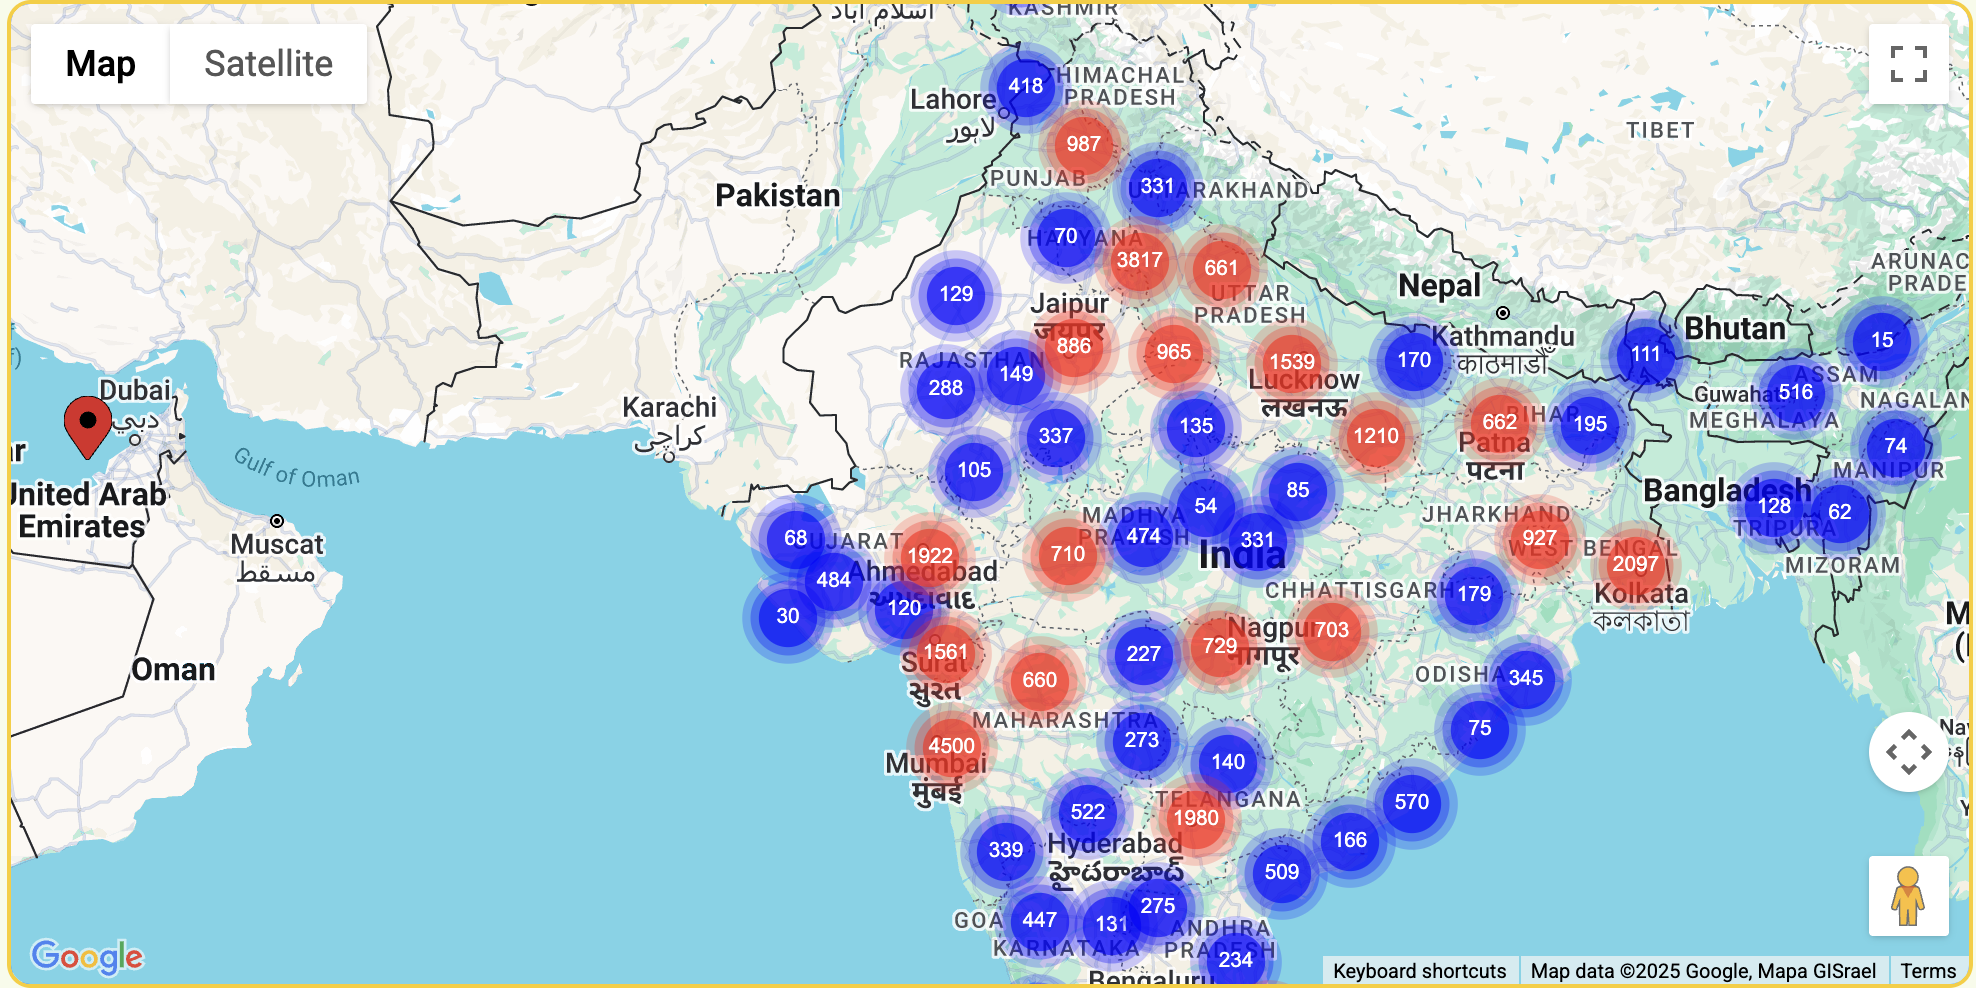 اسلام آباد
KASHMIR
Map
Satellite
418
HIMACHAL
PRADESH
Lahore
لاہور
TIBET
987
PUNJAB
331
Pakistan
70
3817
661
ARUNAC
PRADE
129
Jaipur
जयपुर
886
UTTAR
PRADESH
Nepal
Kathmandu
काठमाडौँ
Bhutan
15
RAJASTHAN
149
965
1539
Lucknow
लखनऊ
170
111
ASSAM
516
Guwahat
MEGHALAYA
NAGALAN
288
Dubai
دبي
Karachi
کراچی
337
135
1210
662
BIHAR
195
Patna
पटना
74
MANIPUR
Gulf of Oman
105
85
Bangladesh
128
62
TRIPURA
United Arab
Emirates
54
MADHYA
PRADESH
474
JHARKHAND
68
GUJARAT
1922
710
331
India
927
WEST BENGAL
2097
MIZORAM
Muscat
مسقط
484
Ahmedabad
120
CHHATTISGARH
179
Kolkata
কলকাতা
30
1561
Surat
સુરત
227
729
Nagpur
नागपूर
703
Oman
660
ODISHA
345
MAHARASHTRA
4500
Mumbai
मुंबई
273
140
75
TELANGANA
522
1980
570
339
Hyderabad
హైదరాబాద్
166
509
GOA
447
131
275
KARNATAKA
ANDHRA
PRADESH
234
Bengaluru
Google
Keyboard shortcuts
Map data ©2025 Google, Mapa GISrael
Terms